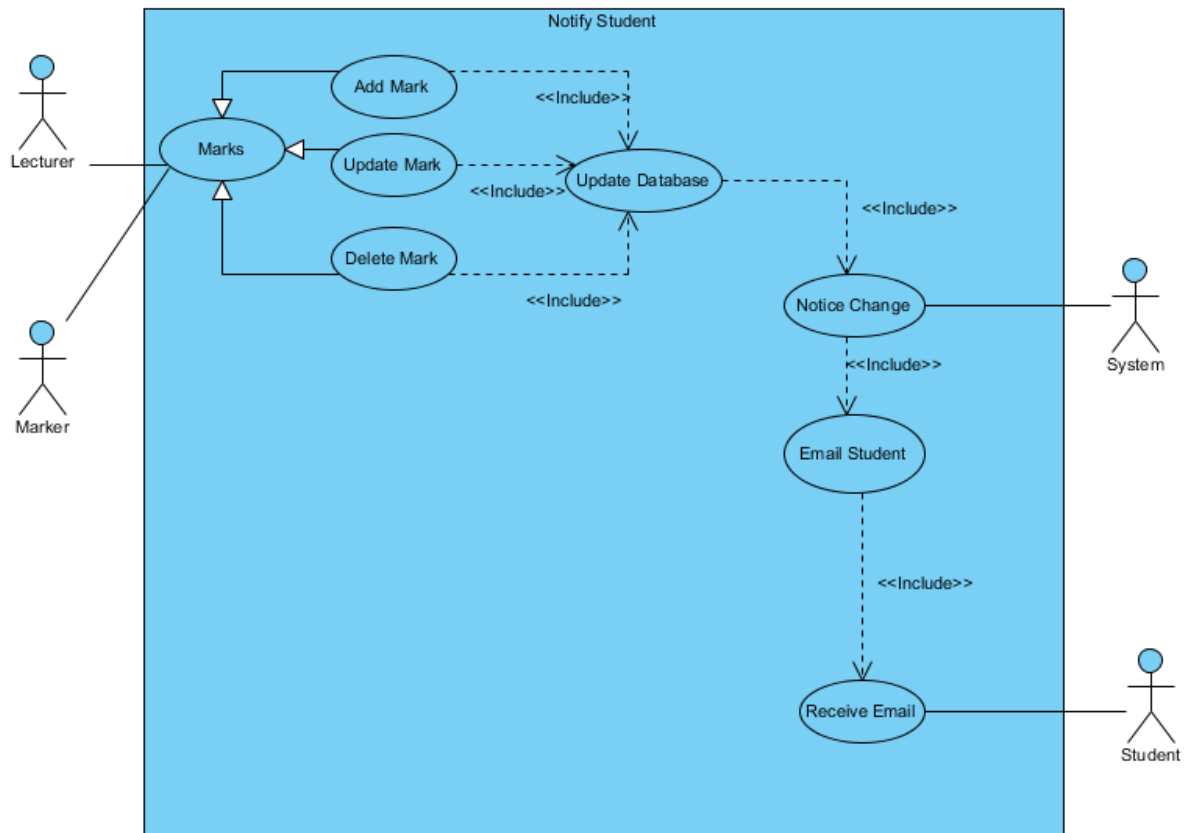 Notify Student
Add Mark
<<Include>>
Marks
Lecturer
Update Mark
Update Database
<<Include>>
<<Include>>
Delete Mark
<<Include>>
Notice Change
System
<<Include>>
Marker
Email Student
<<Include>>
Receive Email
Student